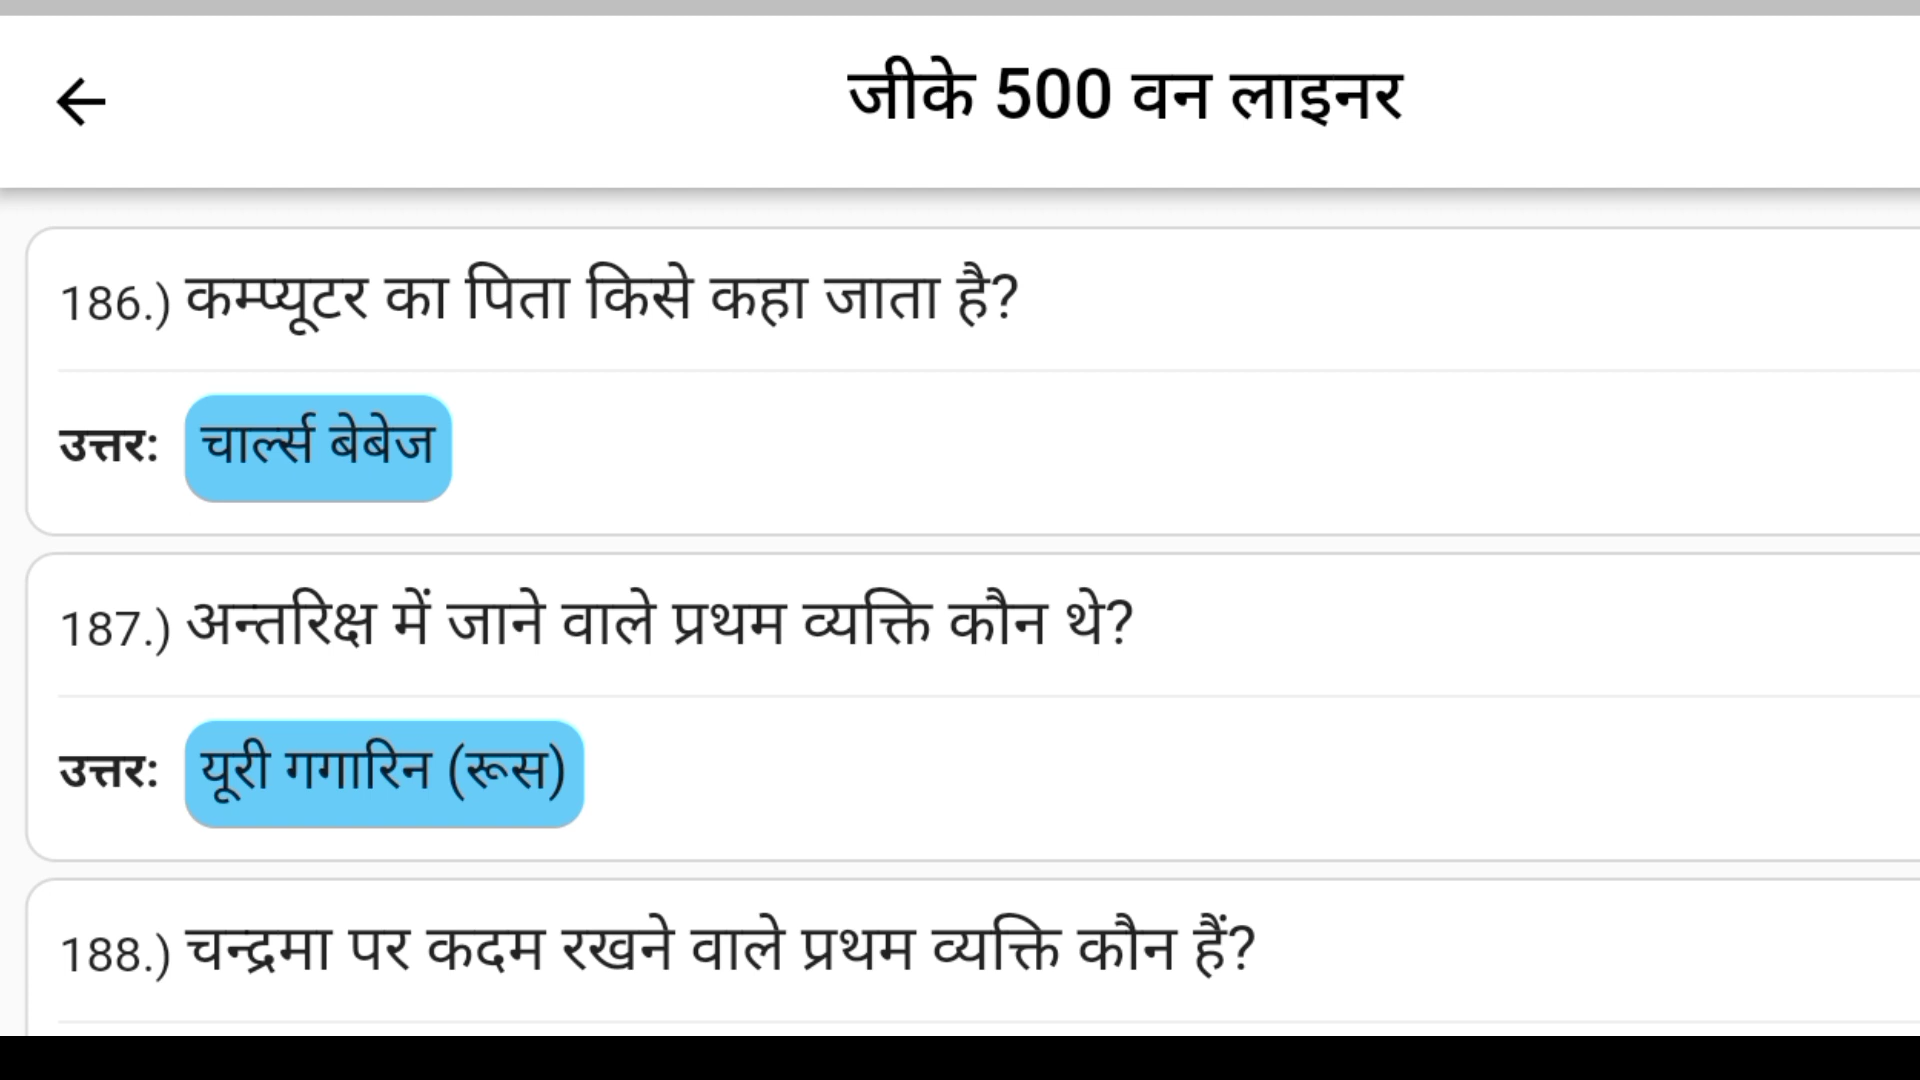 जीके 500 वन लाइनर
186.) कम्प्यूटर का पिता किसे कहा जाता है?
उत्तर: चार्ल्स बेबेज
187.) अन्तरिक्ष में जाने वाले प्रथम व्यक्ति कौन थे?
उत्तर: यूरी गगारिन (रूस)
188.) चन्द्रमा पर कदम रखने वाले प्रथम व्यक्ति कौन हैं?